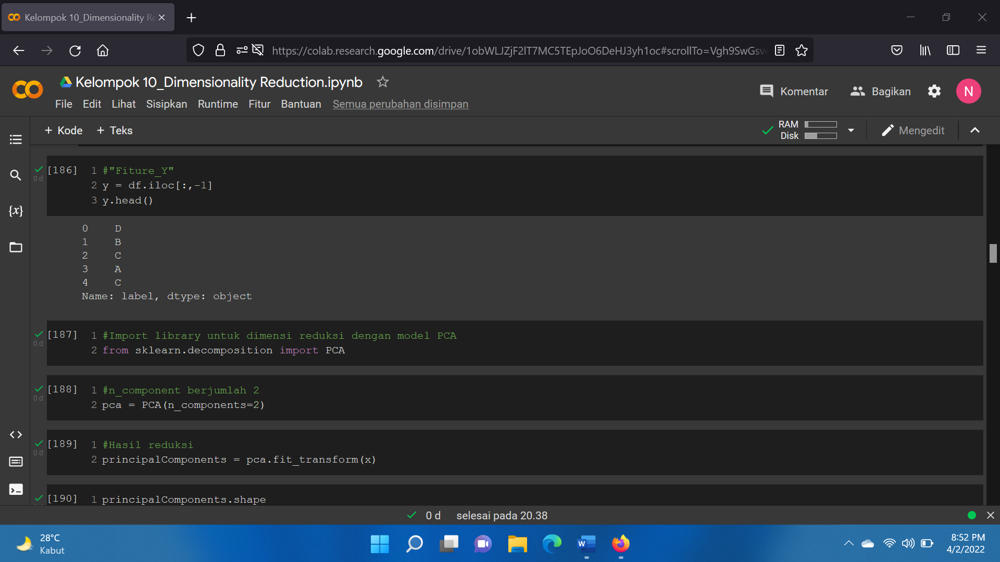 Kelompok 10_Dimensionality Re
https://colab.research.google.com/drive/1obWLJZjF2lT7MC5TEpJoO6DeHJ3yh1oc#scrollTo=Vgh9SwGsv
Kelompok 10_Dimensionality Reduction.ipynb
File Edit Lihat Sisipkan Runtime Fitur Bantuan Semua perubahan disimpan
Komentar Bagikan N
+ Kode + Teks
RAM
Disk
Mengedit
[186] 1 #"Fiture_Y"
2 y = df.iloc[:,-1]
3 y.head()
0 d
0 D
1 B
2 C
3 A
4 C
Name: label, dtype: object
[187] 1 #Import library untuk dimensi reduksi dengan model PCA
2 from sklearn.decomposition import PCA
0 d
[188] 1 #n_component berjumlah 2
2 pca = PCA(n_components=2)
0 d
[189] 1 #Hasil reduksi
2 principalComponents = pca.fit_transform(x)
0 d
[190] 1 principalComponents.shape
{x}
0 d selesai pada 20.38
28°C
Kabut
W
8:52 PM
4/2/2022